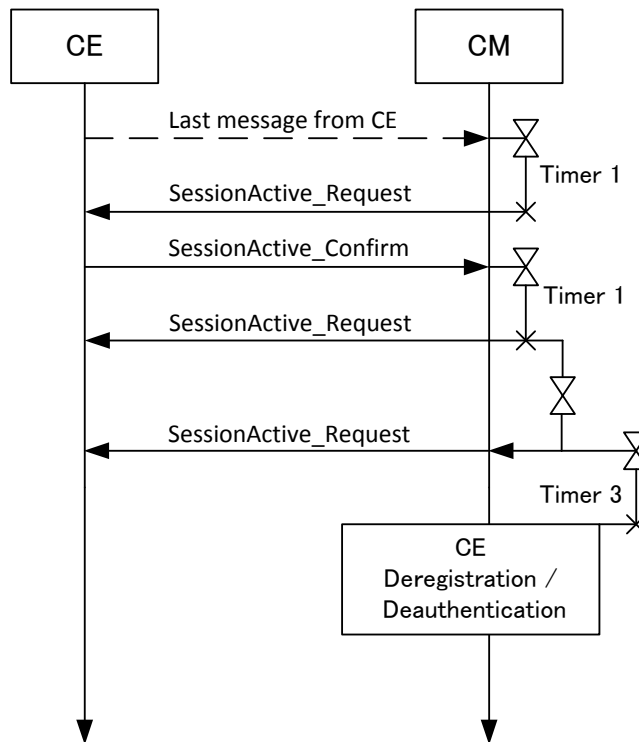 CE
CM
Last message from CE
Timer 1
SessionActive_Request
SessionActive_Confirm
Timer 1
SessionActive_Request
SessionActive_Request
Timer 3
CE
Deregistration /
Deauthentication